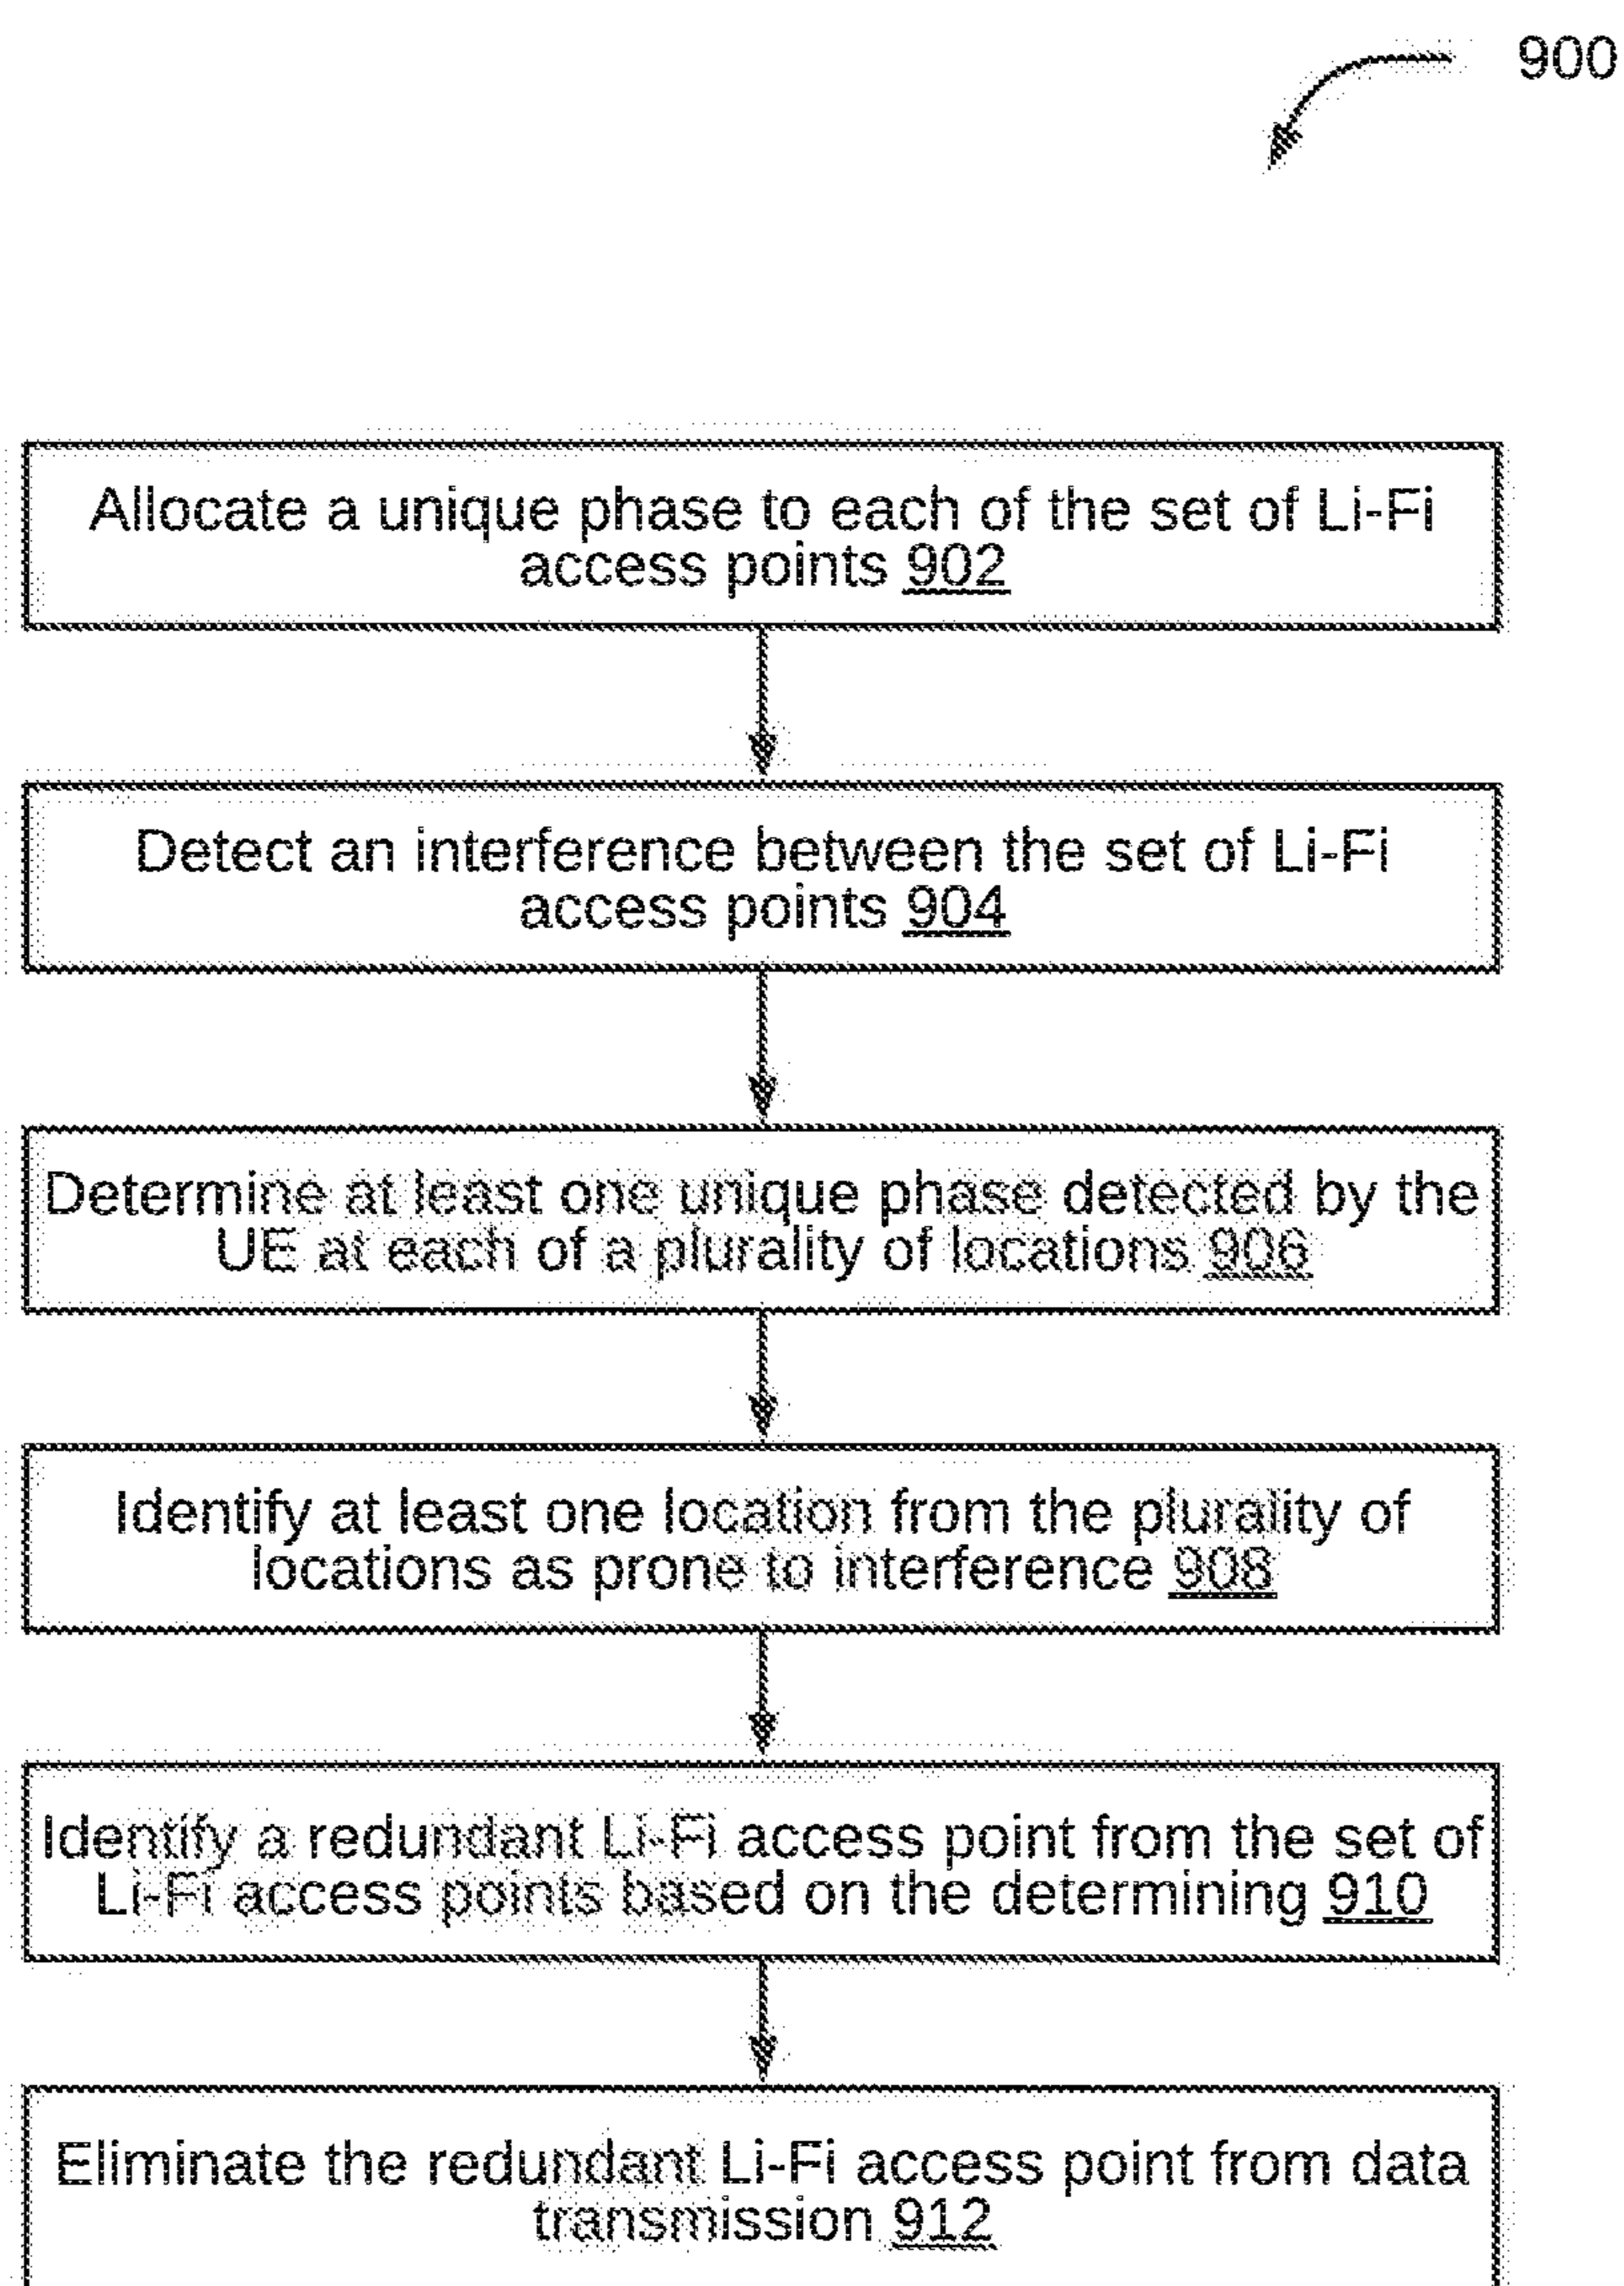 900
Allocate a unique phase to each of the set of Li-Fi
access points 902
Detect an interference between the set of Li-Fi
access points 904
Determine at least one unique phase detected by the
UE at each of a plurality of locations 906
Identify at least one location from the plurality of
locations as prone to interference 908
Identify a redundant Li-Fi access point from the set of
Li-Fi access points based on the determining 910
Eliminate the redundant Li-Fi access point from data
transmission 912